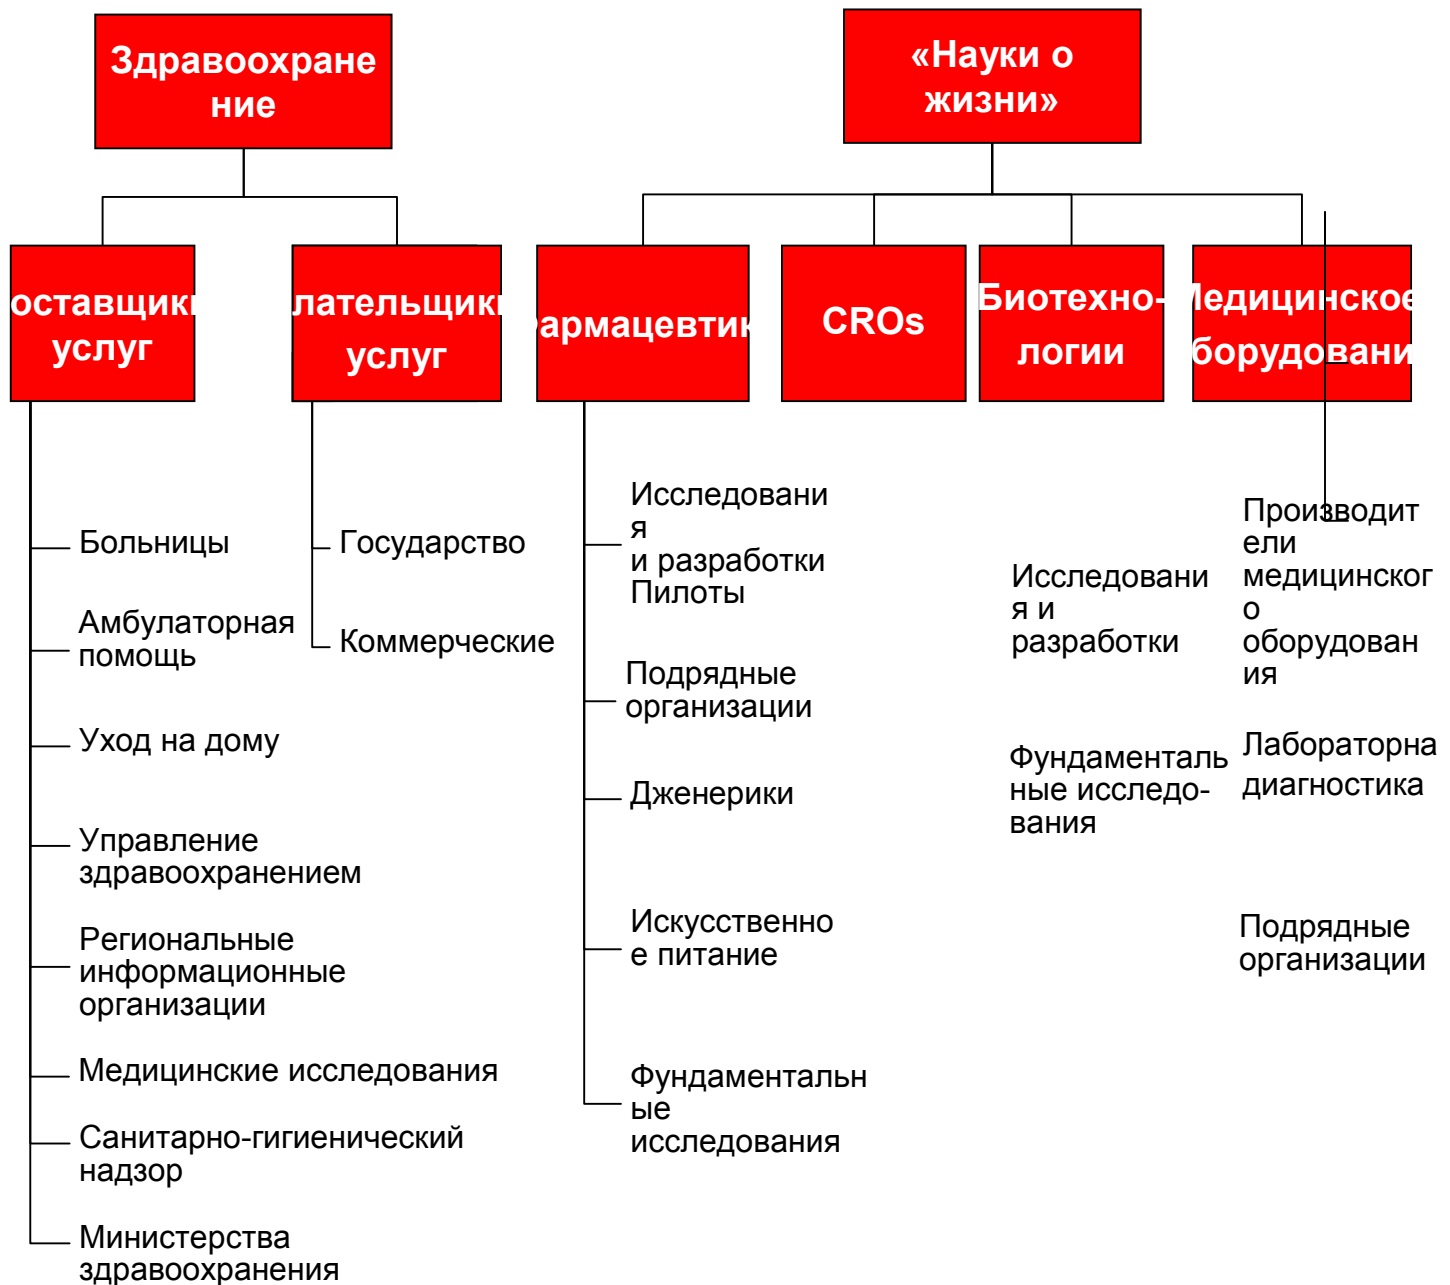 Здравоохране
ние
«Науки о
жизни»
оставщики
услуг
лательщики
услуг
армацевтик
CROs
Биотехно-
логии
Медицинское
борудовани
Больницы
Амбулаторная
помощь
Уход на дому
Управление
здравоохранением
Региональные
информационные
организации
Медицинские исследования
Санитарно-гигиенический
надзор
Министерства
здравоохранения
Государство
Коммерческие
Исследовани
я
и разработки
Пилоты
Подрядные
организации
Дженерики
Искусственно
е питание
Фундаментальн
ые
исследования
Исследовани
я и
разработки
Фундаменталь
ные исследо-
вания
Производит
ели
медицинског
о
оборудован
ия
Лабораторна
диагностика
Подрядные
организации